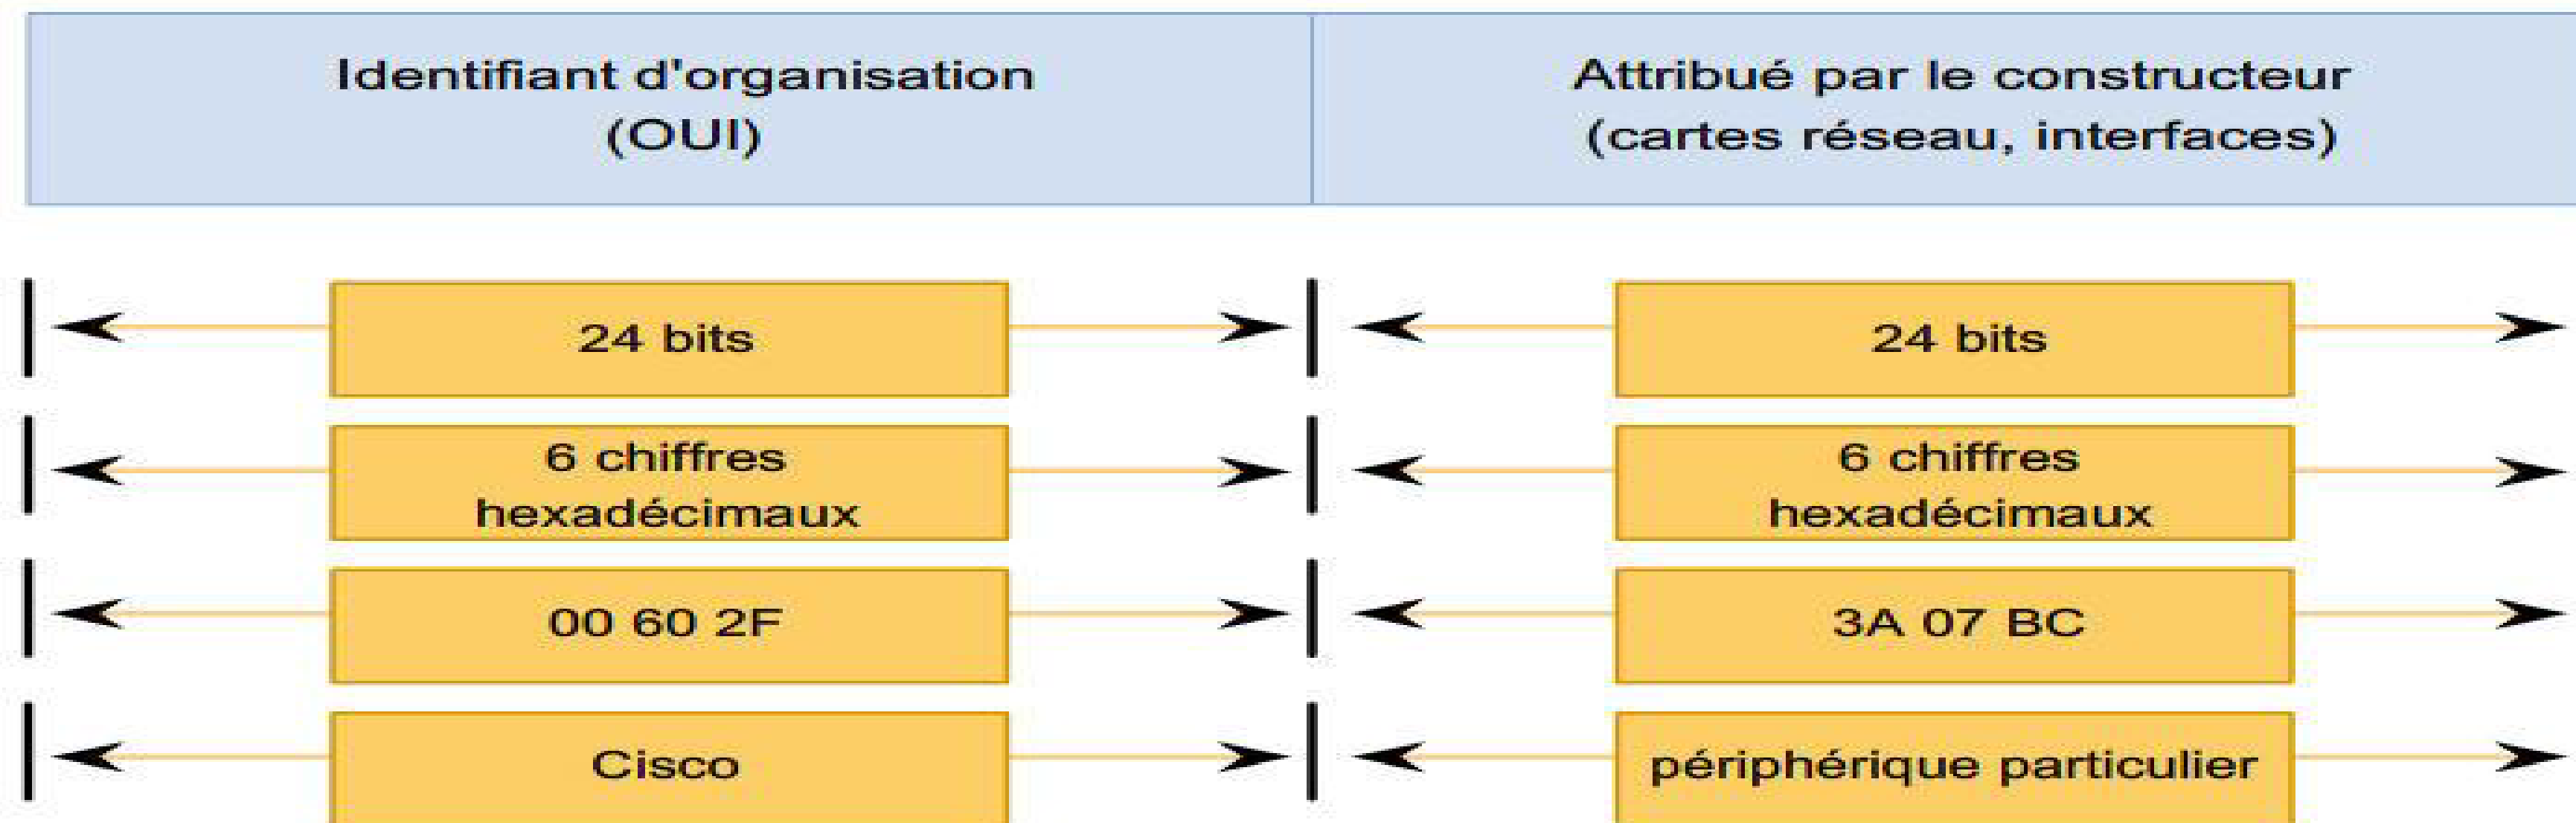 Identifiant d'organisation
(OUI)
Attribué par le constructeur
(cartes réseau, interfaces)
24 bits
24 bits
6 chiffres
hexadécimaux
6 chiffres
hexadécimaux
00 60 2F
3A 07 BC
Cisco
périphérique particulier